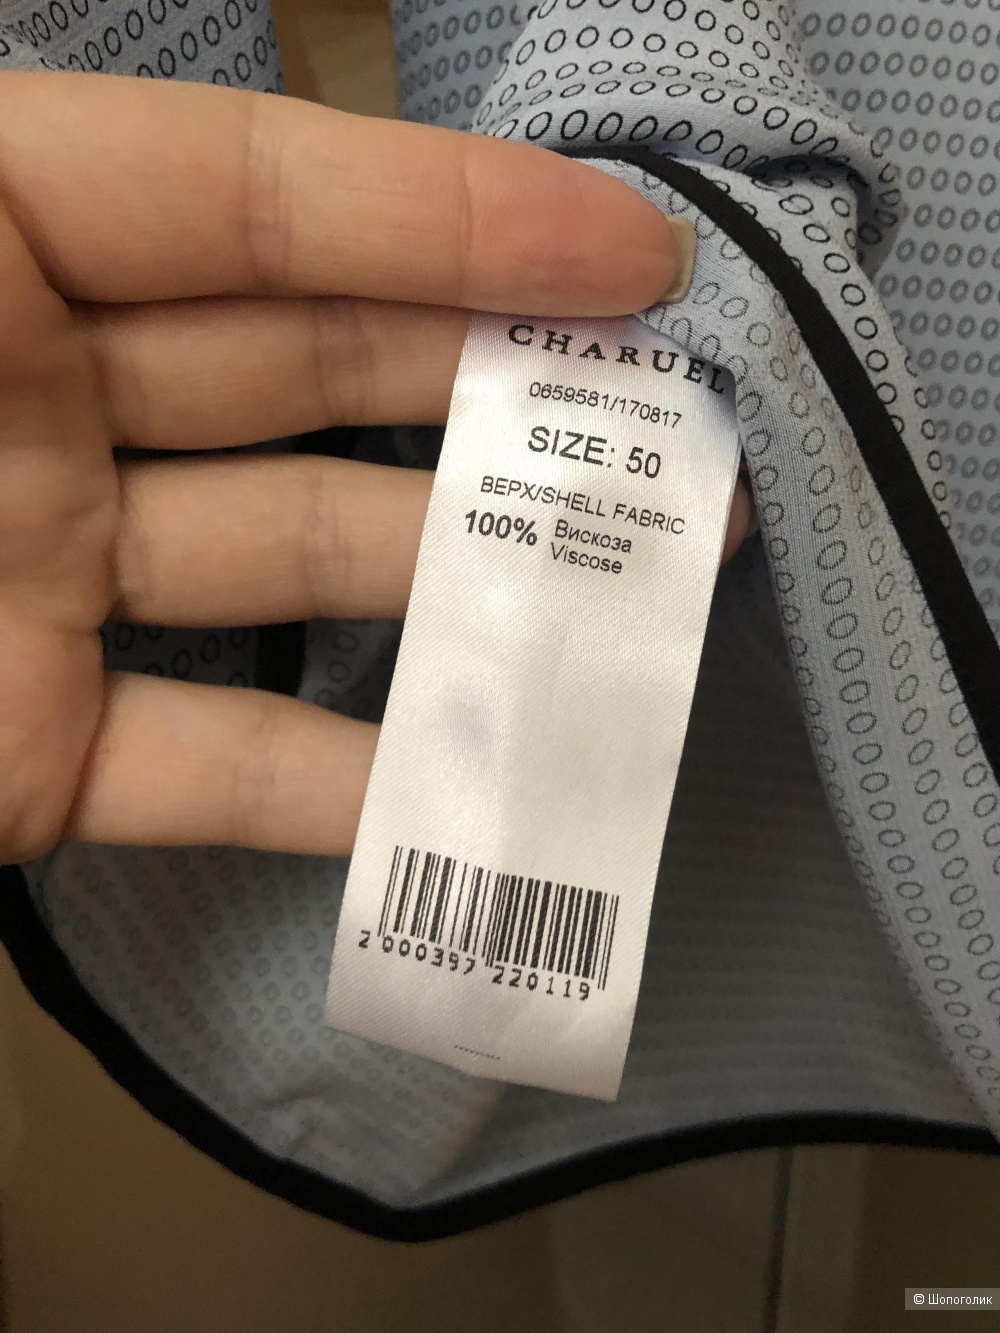 CHARUEL
0659581/170817
SIZE: 50
ВЕРХ/SHELL FABRIC
100% Вискоза
Viscose
2 000397 220119
© Шопоголик